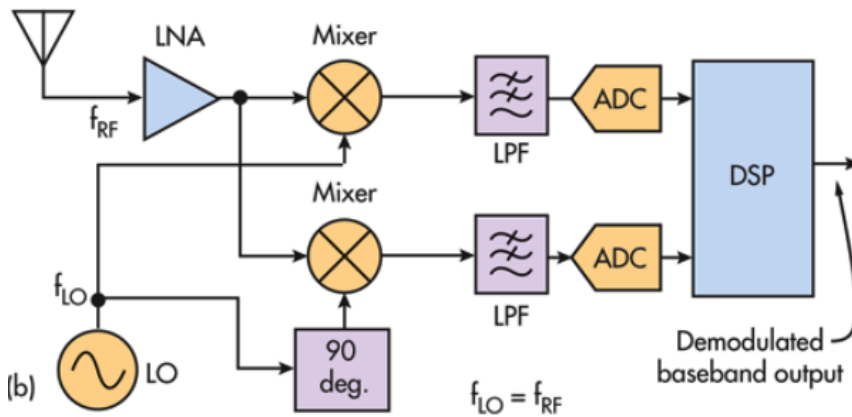 LNA
Mixer
f_RF
LPF
ADC
DSP
Mixer
f_LO
LPF
ADC
(b)
LO
90
deg.
f_LO = f_RF
Demodulated
baseband output